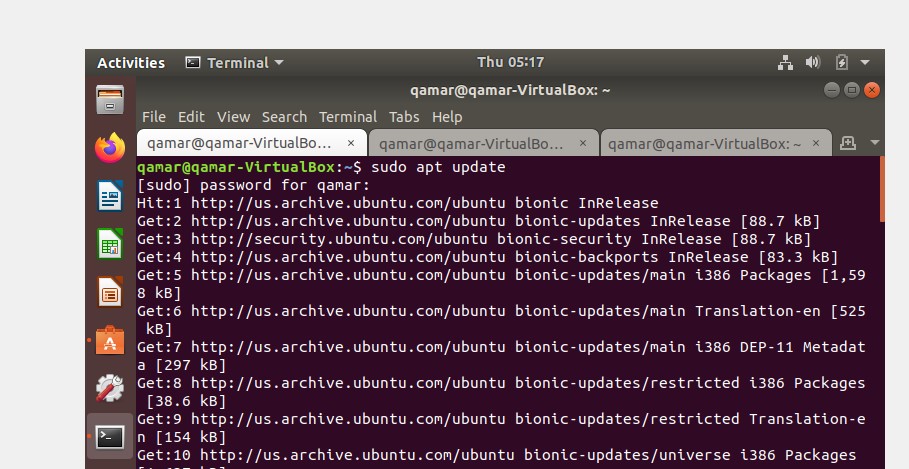 Activities Terminal Thu 05:17
qamar@qamar-VirtualBox: ~
File Edit View Search Terminal Tabs Help
qamar@qamar-VirtualBo... × qamar@qamar-VirtualBo... × qamar@qamar-VirtualBox: ~ ×
qamar@qamar-VirtualBox:~$ sudo apt update
[sudo] password for qamar:
Hit:1 http://us.archive.ubuntu.com/ubuntu bionic InRelease
Get:2 http://us.archive.ubuntu.com/ubuntu bionic-updates InRelease [88.7 kB]
Get:3 http://security.ubuntu.com/ubuntu bionic-security InRelease [88.7 kB]
Get:4 http://us.archive.ubuntu.com/ubuntu bionic-backports InRelease [83.3 kB]
Get:5 http://us.archive.ubuntu.com/ubuntu bionic-updates/main i386 Packages [1,59
8 kB]
Get:6 http://us.archive.ubuntu.com/ubuntu bionic-updates/main Translation-en [525
kB]
Get:7 http://us.archive.ubuntu.com/ubuntu bionic-updates/main i386 DEP-11 Metadat
a [297 kB]
Get:8 http://us.archive.ubuntu.com/ubuntu bionic-updates/restricted i386 Packages
[38.6 kB]
Get:9 http://us.archive.ubuntu.com/ubuntu bionic-updates/restricted Translation-e
n [154 kB]
Get:10 http://us.archive.ubuntu.com/ubuntu bionic-updates/universe i386 Packages